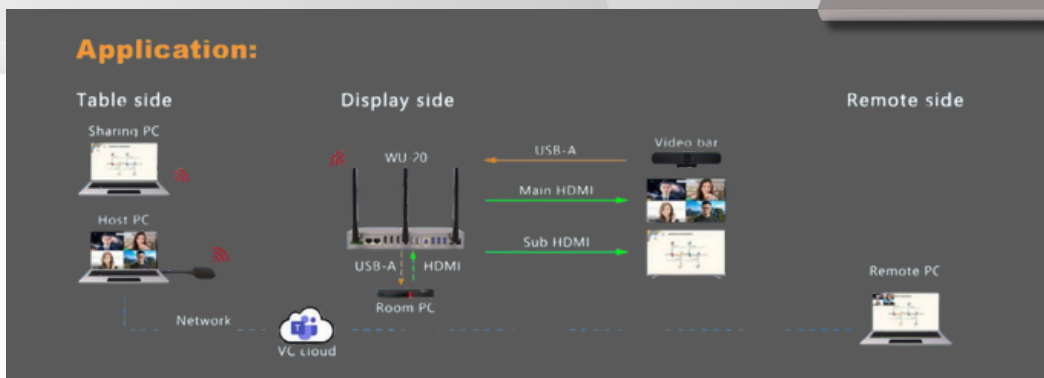 Application:
Table side
Display side
Remote side
Sharing PC
WU-20
USB-A
Video bar
Main HDMI
Host PC
Sub HDMI
USB-A
HDMI
Remote PC
Room PC
Network
VC cloud